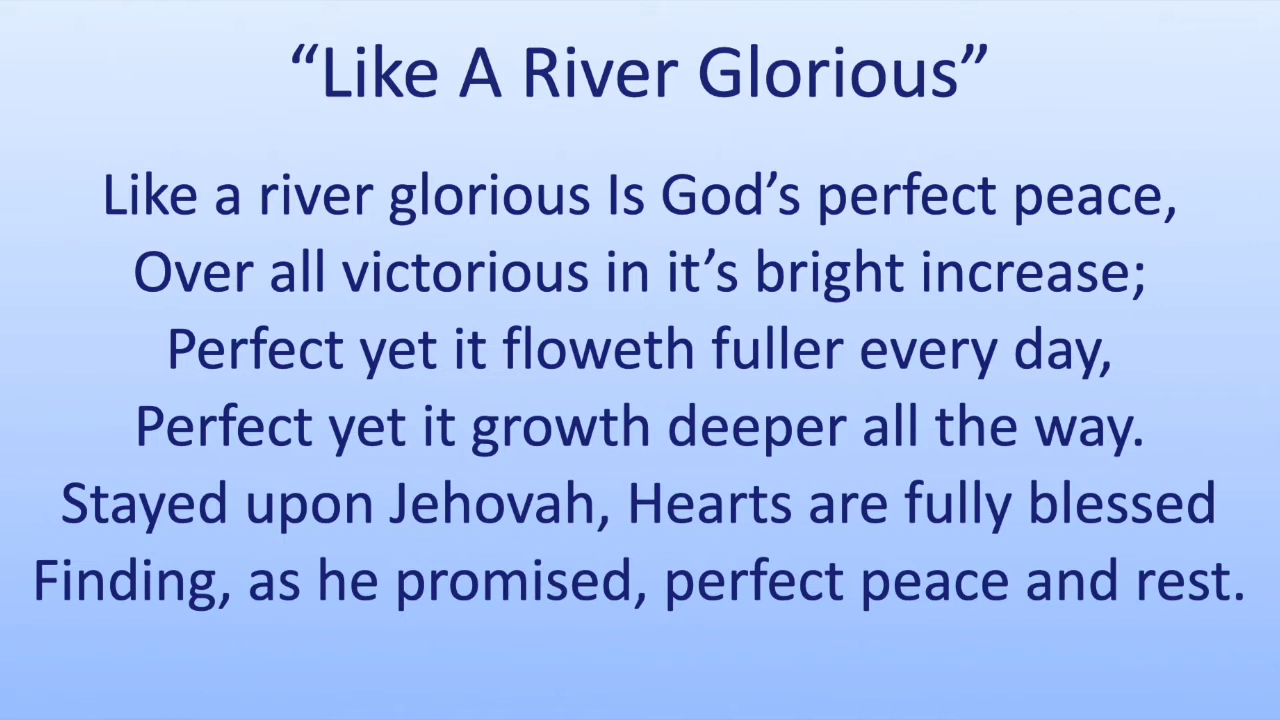 “Like A River Glorious”
Like a river glorious Is God’s perfect peace,
Over all victorious in it’s bright increase;
Perfect yet it floweth fuller every day,
Perfect yet it growth deeper all the way.
Stayed upon Jehovah, Hearts are fully blessed
Finding, as he promised, perfect peace and rest.